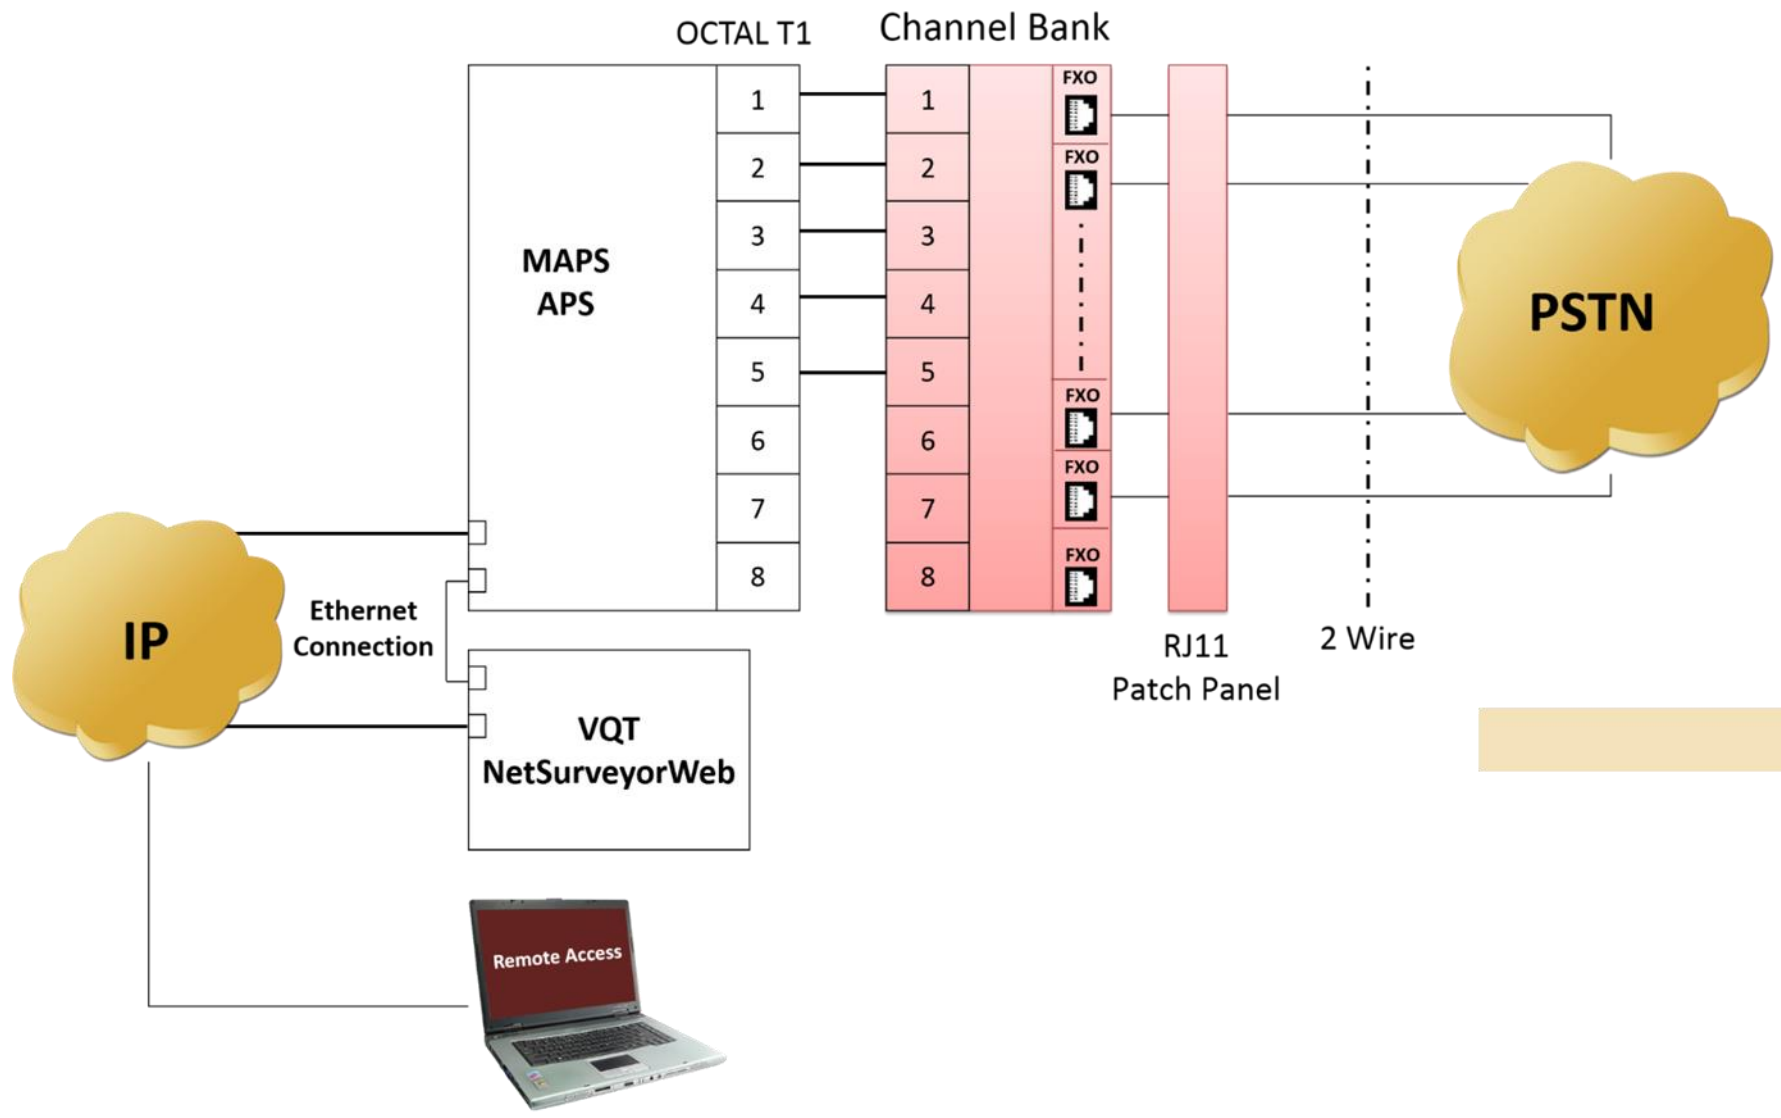 OCTAL T1
Channel Bank
MAPS
APS
1
2
3
4
5
6
7
8
1
2
3
4
5
6
7
8
FXO
FXO
FXO
FXO
FXO
PSTN
IP
Ethernet
Connection
RJ11
Patch Panel
2 Wire
VQT
NetSurveyorWeb
Remote Access